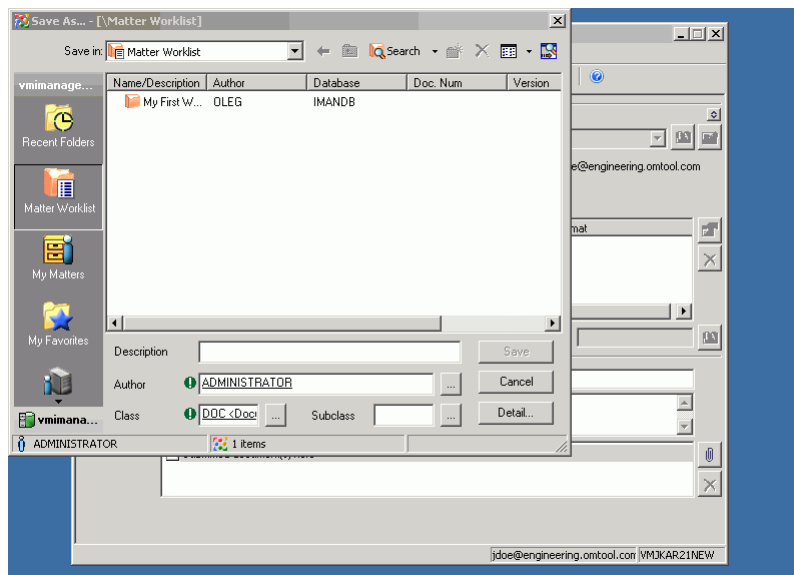 Save As... - [\Matter Worklist]
Save in: Matter Worklist
Search
vmimanage...
Name/Description Author Database Doc. Num Version
My First W... OLEG IMANDB
Recent Folders
e@engineering.omtool.com
Matter Worklist
mat
My Matters
My Favorites
Description
Save
Author ADMINISTRATOR ... Cancel
Class DOC <Doc ... Subclass ... Detail...
vmimana...
ADMINISTRATOR 1 items
jdoe@engineering.omtool.com VMJKAR21NEW